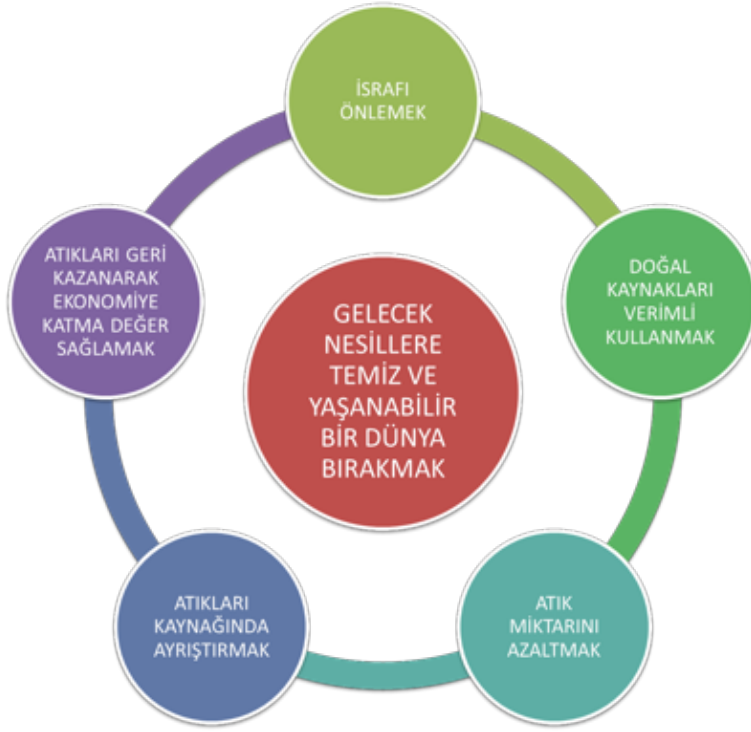 İSRAFI
ÖNLEMEK
DOĞAL
KAYNAKLARI
VERİMLİ
KULLANMAK
ATIK
MİKTARINI
AZALTMAK
ATIKLARI
KAYNAĞINDA
AYRIŞTIRMAK
ATIKLARI GERİ
KAZANARAK
EKONOMİYE
KATMA DEĞER
SAĞLAMAK
GELECEK
NESİLLERE
TEMİZ VE
YAŞANABİLİR
BİR DÜNYA
BIRAKMAK